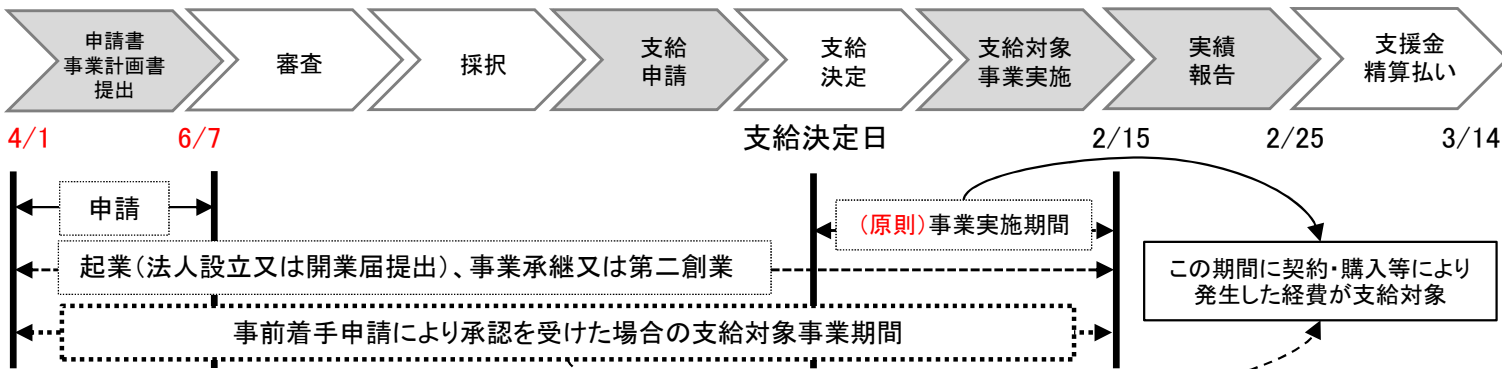 申請書
事業計画書
提出
審査
採択
支給
申請
支給
決定
支給対象
事業実施
実績
報告
支援金
精算払い
4/1
6/7
支給決定日
2/15
2/25
3/14
申請
(原則)事業実施期間
起業(法人設立又は開業届提出)、事業承継又は第二創業
この期間に契約・購入等により
発生した経費が支給対象
事前着手申請により承認を受けた場合の支給対象事業期間